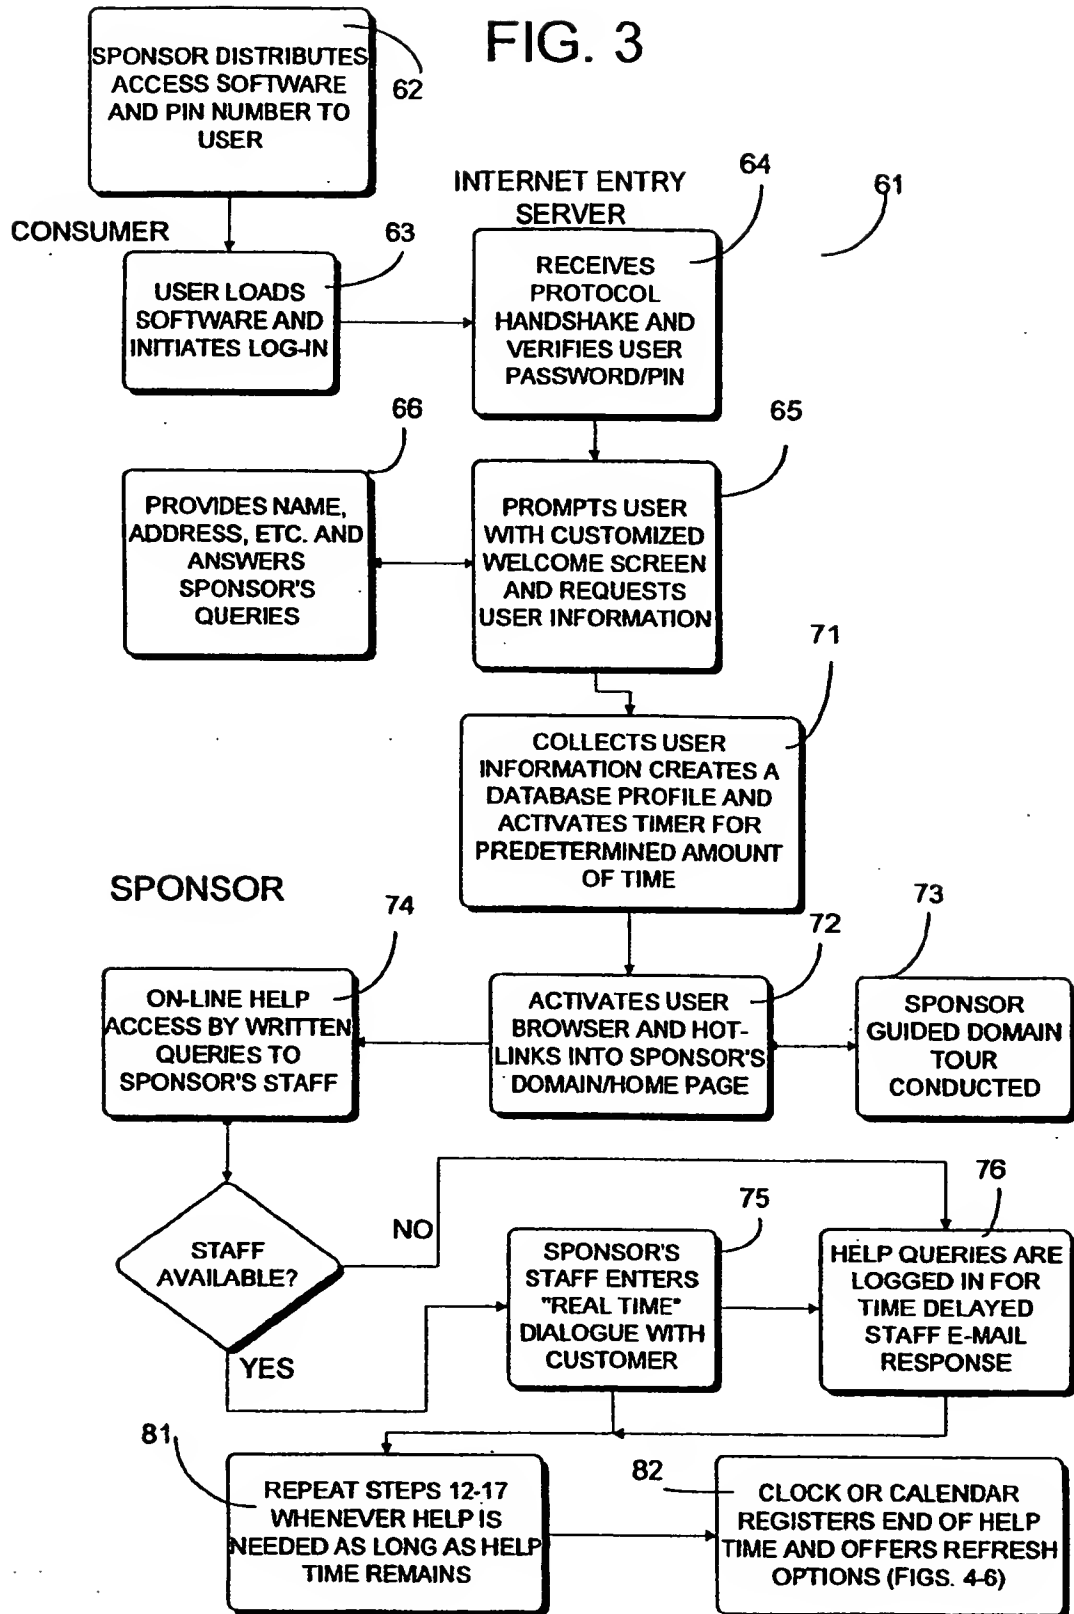 FIG. 3
SPONSOR DISTRIBUTES
ACCESS SOFTWARE
AND PIN NUMBER TO
USER
62
INTERNET ENTRY
SERVER
64
61
CONSUMER
63
USER LOADS
SOFTWARE AND
INITIATES LOG-IN
RECEIVES
PROTOCOL
HANDSHAKE AND
VERIFIES USER
PASSWORD/PIN
66
65
PROVIDES NAME,
ADDRESS, ETC. AND
ANSWERS
SPONSOR'S
QUERIES
PROMPTS USER
WITH CUSTOMIZED
WELCOME SCREEN
AND REQUESTS
USER INFORMATION
71
COLLECTS USER
INFORMATION CREATES A
DATABASE PROFILE AND
ACTIVATES TIMER FOR
PREDETERMINED AMOUNT
OF TIME
SPONSOR
74
72
73
ON-LINE HELP
ACCESS BY WRITTEN
QUERIES TO
SPONSOR'S STAFF
ACTIVATES USER
BROWSER AND HOT-
LINKS INTO SPONSOR'S
DOMAIN/HOME PAGE
SPONSOR
GUIDED DOMAIN
TOUR
CONDUCTED
STAFF
AVAILABLE?
NO
YES
75
76
SPONSOR'S
STAFF ENTERS
"REAL TIME"
DIALOGUE WITH
CUSTOMER
HELP QUERIES ARE
LOGGED IN FOR
TIME DELAYED
STAFF E-MAIL
RESPONSE
81
82
REPEAT STEPS 12-17
WHENEVER HELP IS
NEEDED AS LONG AS HELP
TIME REMAINS
CLOCK OR CALENDAR
REGISTERS END OF HELP
TIME AND OFFERS REFRESH
OPTIONS (FIGS. 4-6)